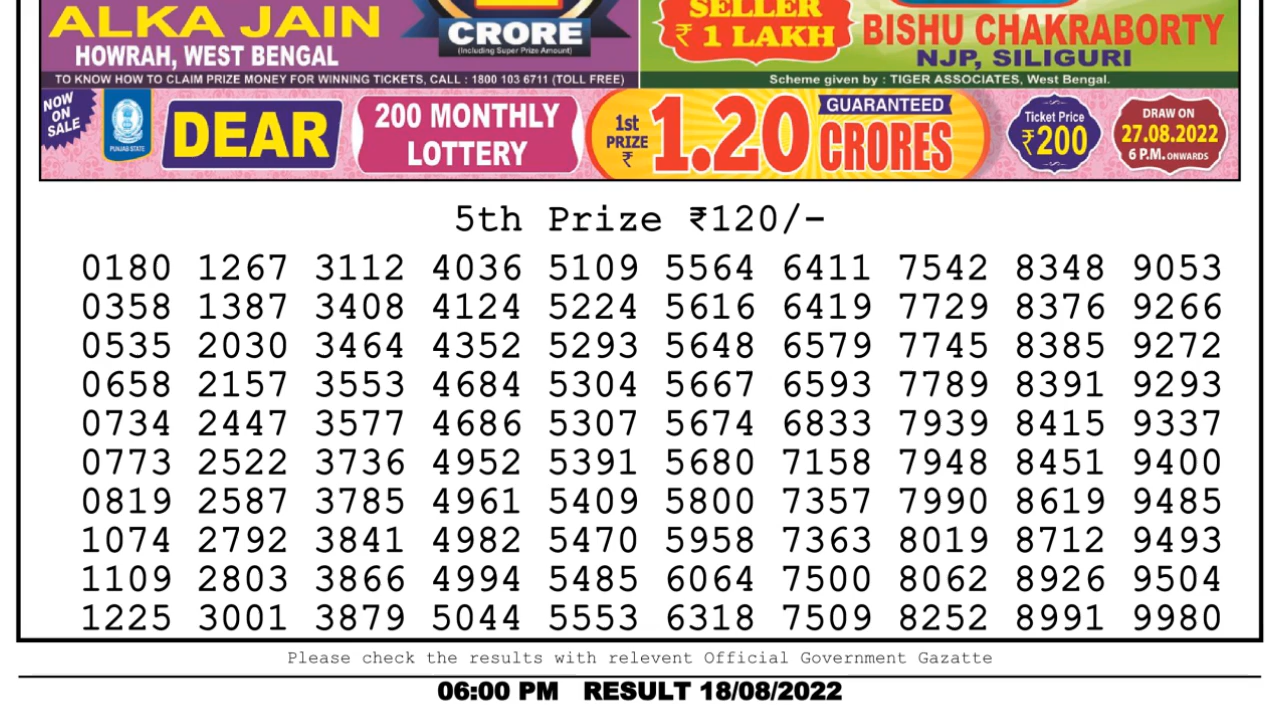 ALKA JAIN
HOWRAH, WEST BENGAL
CRORE
(Including Super Prize Amount)
SELLER
₹ 1 LAKH
BISHU CHAKRABORTY
NJP, SILIGURI
TO KNOW HOW TO CLAIM PRIZE MONEY FOR WINNING TICKETS, CALL : 1800 103 6711 (TOLL FREE)
Scheme given by : TIGER ASSOCIATES, West Bengal.
NOW
ON
SALE
PUNJAB STATE
DEAR
200 MONTHLY
LOTTERY
1st
PRIZE
₹
1.20
GUARANTEED
CRORES
Ticket Price
₹200
DRAW ON
27.08.2022
6 P.M. ONWARDS
5th Prize ₹120/-
0180 1267 3112 4036 5109 5564 6411 7542 8348 9053
0358 1387 3408 4124 5224 5616 6419 7729 8376 9266
0535 2030 3464 4352 5293 5648 6579 7745 8385 9272
0658 2157 3553 4684 5304 5667 6593 7789 8391 9293
0734 2447 3577 4686 5307 5674 6833 7939 8415 9337
0773 2522 3736 4952 5391 5680 7158 7948 8451 9400
0819 2587 3785 4961 5409 5800 7357 7990 8619 9485
1074 2792 3841 4982 5470 5958 7363 8019 8712 9493
1109 2803 3866 4994 5485 6064 7500 8062 8926 9504
1225 3001 3879 5044 5553 6318 7509 8252 8991 9980
Please check the results with relevent Official Government Gazatte
06:00 PM RESULT 18/08/2022